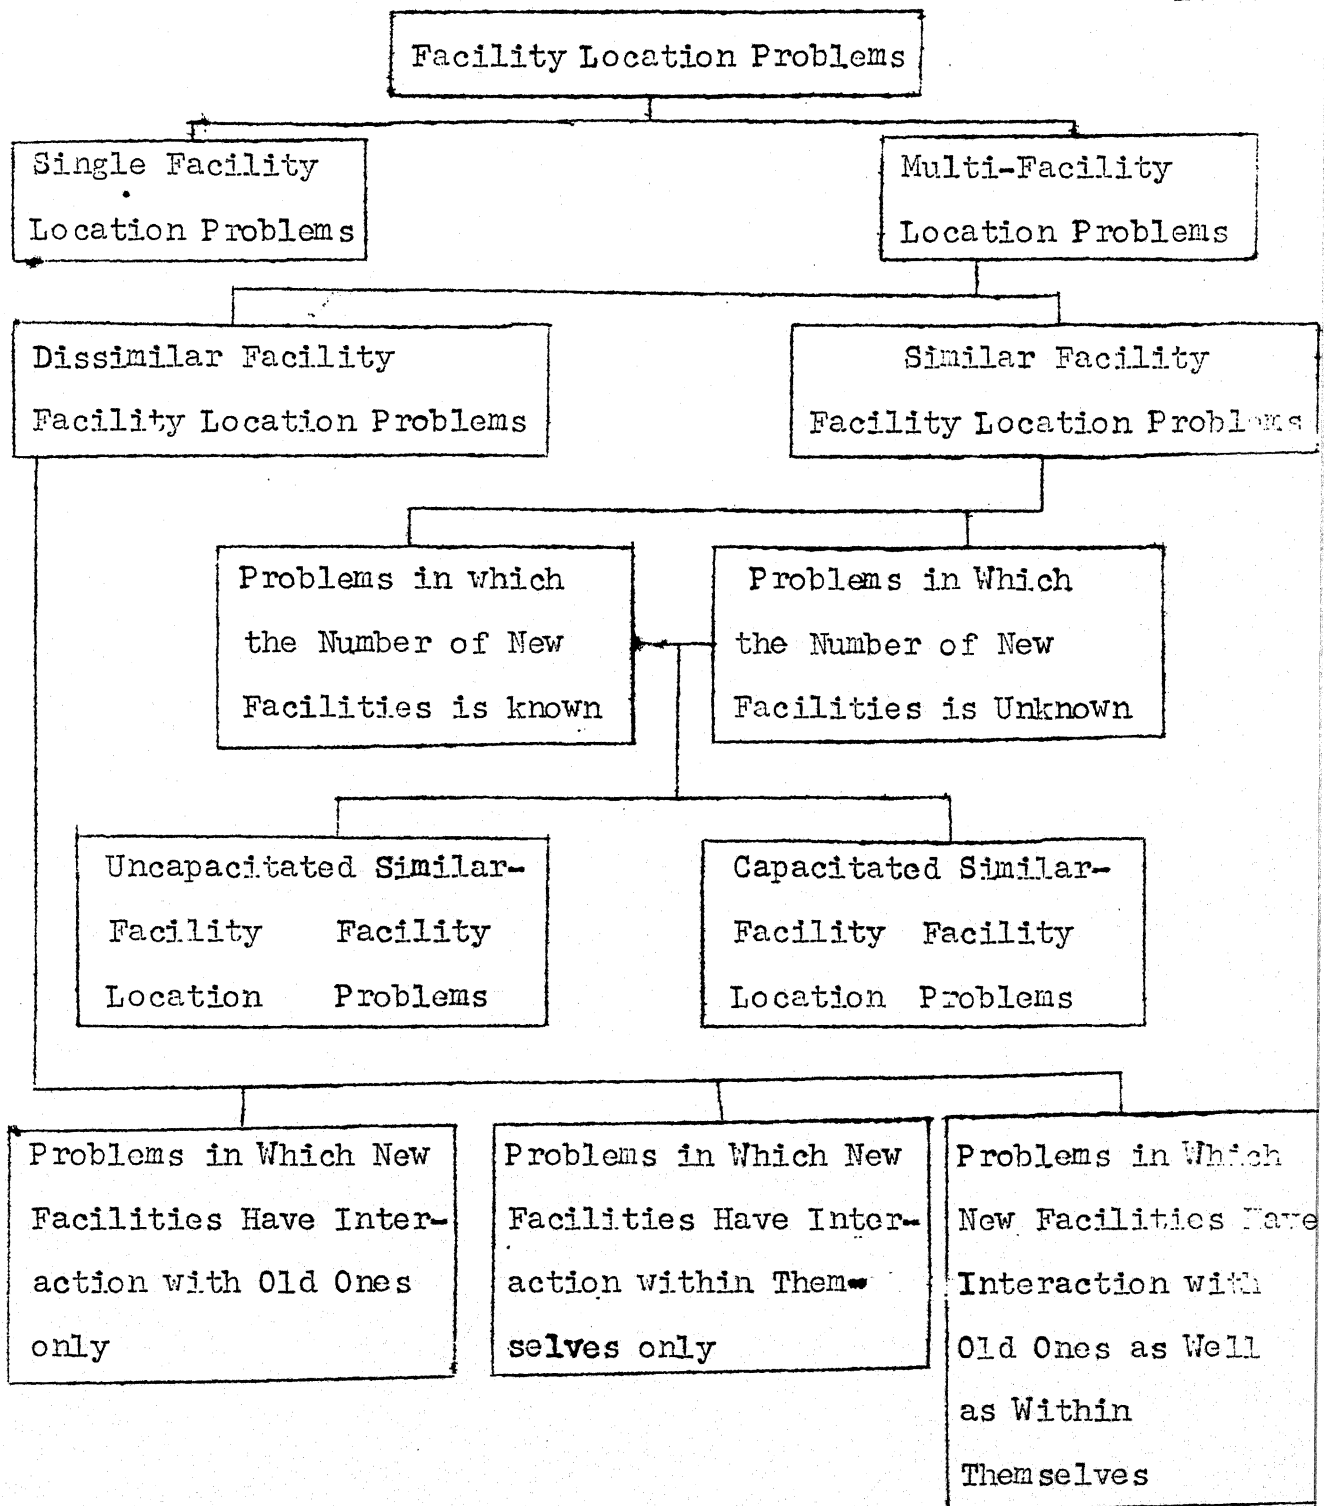 Facility Location Problems
Single Facility
Location Problems
Multi-Facility
Location Problems
Dissimilar Facility
Facility Location Problems
Similar Facility
Facility Location Problems
Problems in which
the Number of New
Facilities is known
Problems in Which
the Number of New
Facilities is Unknown
Uncapacitated Similar-
Facility Facility
Location Problems
Capacitated Similar-
Facility Facility
Location Problems
Problems in Which New
Facilities Have Inter-
action with Old Ones
only
Problems in Which New
Facilities Have Inter-
action within Them-
selves only
Problems in Which
New Facilities Have
Interaction with
Old Ones as Well
as Within
Themselves